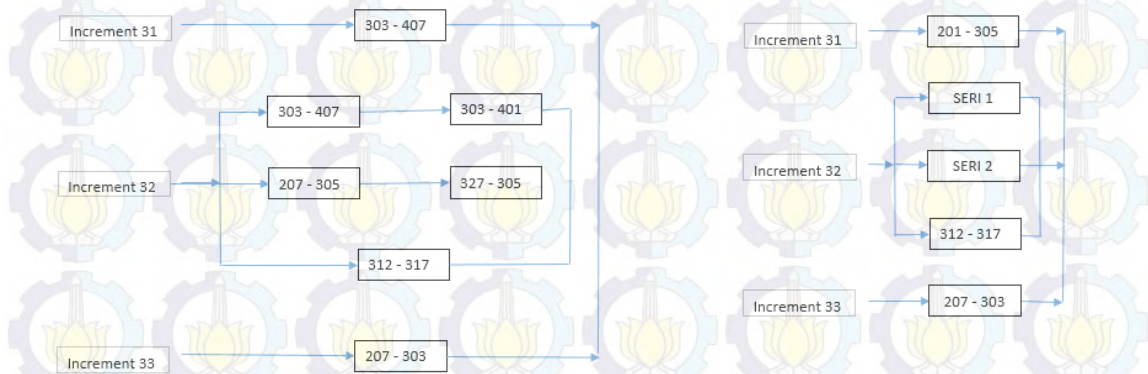 Increment 31
303 - 407
303 - 407
303 - 401
Increment 32
207 - 305
327 - 305
312 - 317
Increment 33
207 - 303
Increment 31
201 - 305
SERI 1
Increment 32
SERI 2
312 - 317
Increment 33
207 - 303